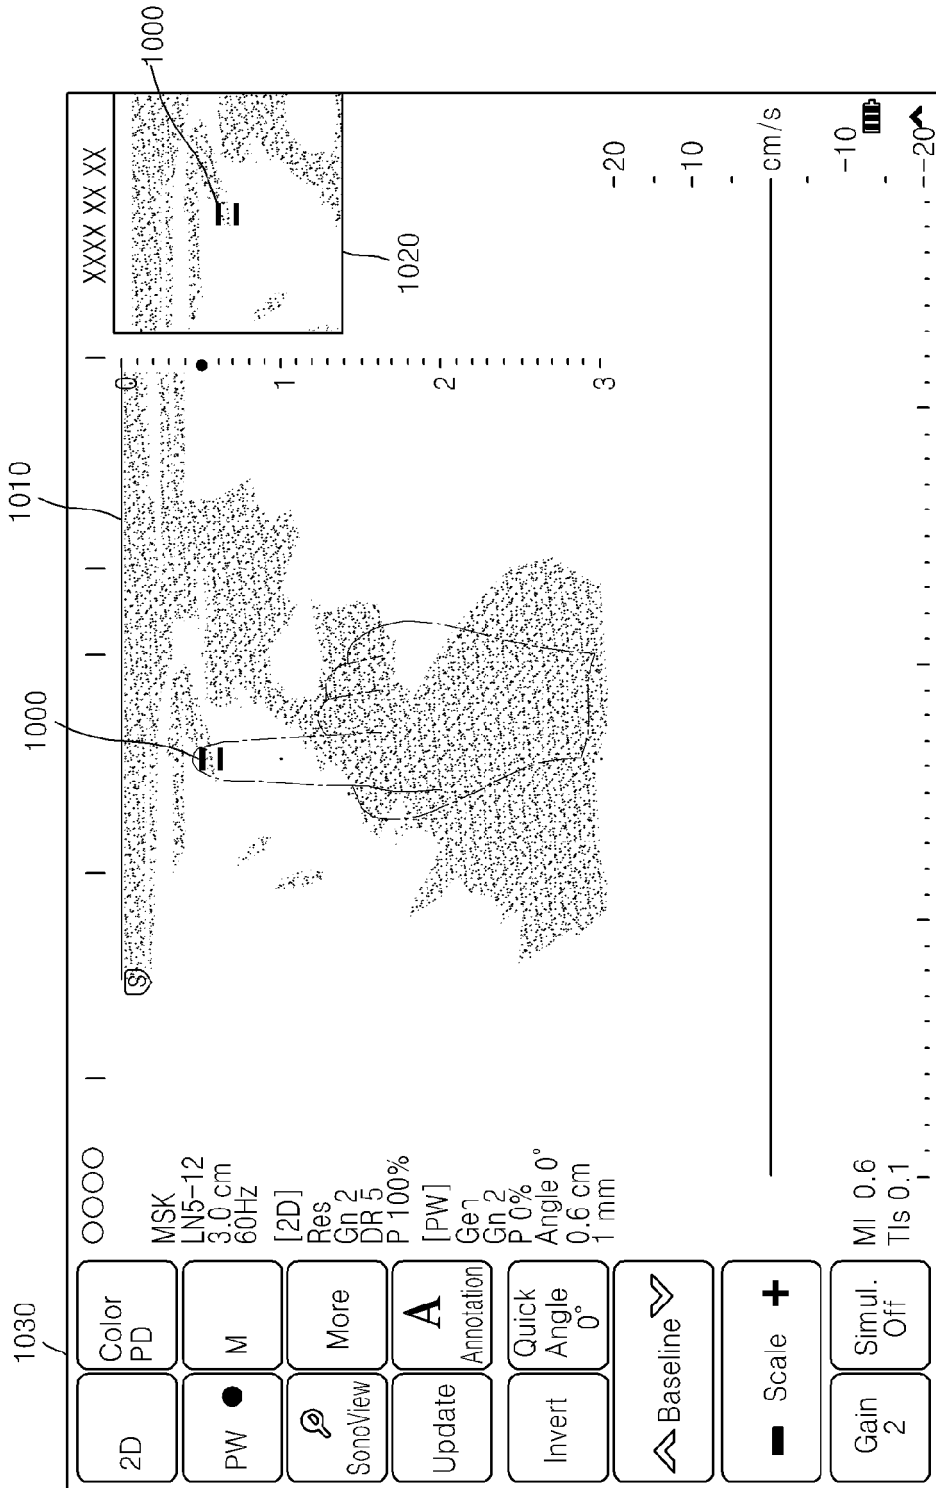 1030
1010
1000
1000
1020
2D
Color
PD
PW
M
SonoView
More
Update
A
Annotation
Invert
Quick
Angle
0°
Baseline
Scale
Gain
2
Simul.
Off
OOOO
XXXX XX XX
MSK
LN5-12
3.0 cm
60Hz
[2D]
Res
Gn 2
DR 5
P 100%
[PW]
Gen
Gn 2
P 0%
Angle 0°
0.6 cm
1 mm
MI 0.6
TIs 0.1
S
0
1
2
3
-20
-10
cm/s
-10
-20